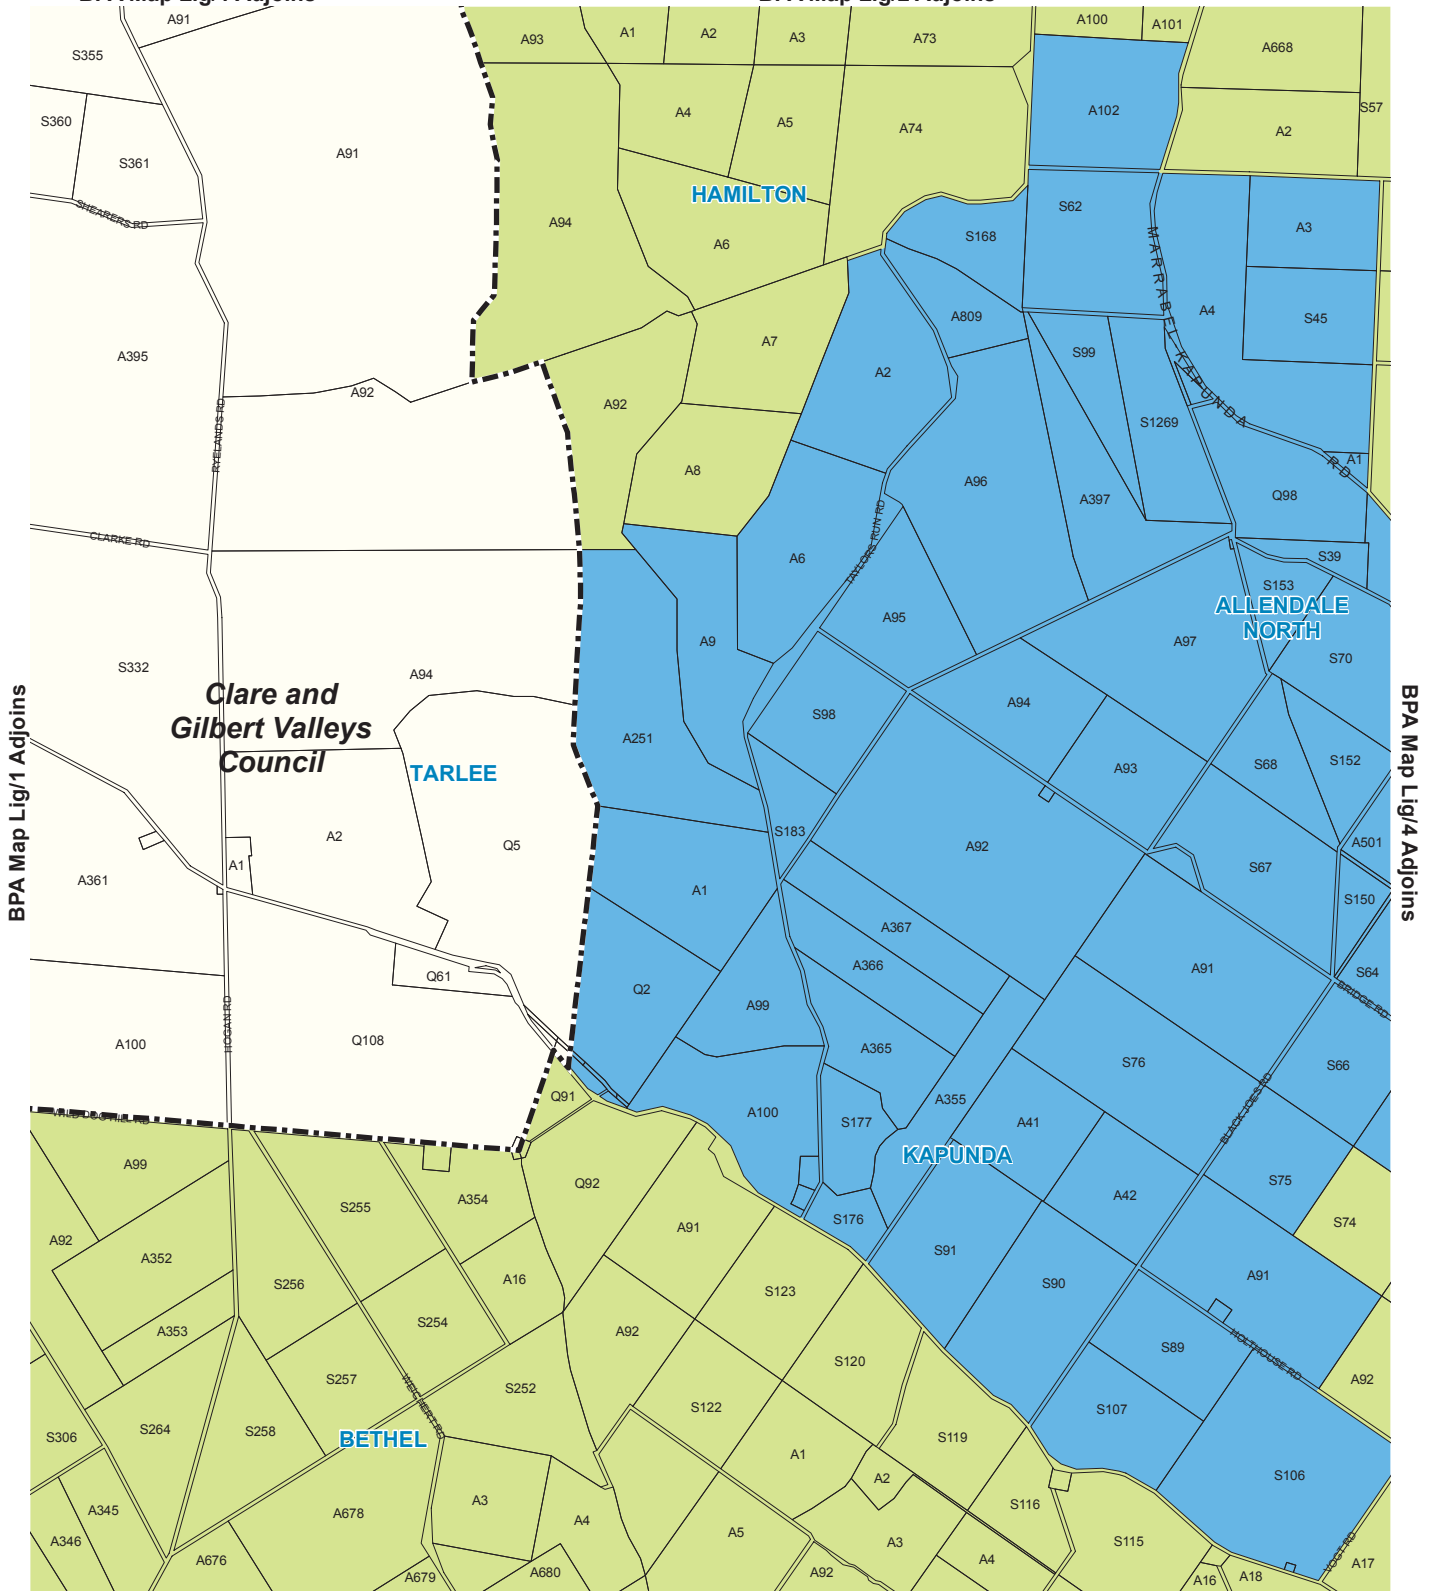 A91
A93
A1
A2
A3
A73
A100
A101
A668
S355
S57
S360
S361
A91
A4
A5
A74
A102
A2
SHEARERS RD
HAMILTON
A94
A6
S168
S62
A3
MARRABEL-KAPUNDA RD
A395
A809
A4
S45
A7
A2
S99
A92
A92
S1269
RYELANDS RD
A8
A96
A397
A1
Q98
CLARKE RD
A6
TAYLORS RUN RD
S39
S153
ALLENDALE
NORTH
A9
A95
A97
S70
S332
A94
Clare and
Gilbert Valleys
Council
TARLEE
A251
S98
A94
A93
S68
S152
BPA Map Lig/1 Adjoins
BPA Map Lig/4 Adjoins
A361
A1
A2
Q5
S183
A92
A501
S67
A1
S150
A367
A366
A91
S64
Q61
Q2
A99
BRIDGE RD
HOGAN RD
A100
Q108
A365
S76
S66
Q91
A100
A355
A41
BLACK JOES RD
S177
KAPUNDA
A99
Q92
S75
A42
A354
S255
S74
A92
A352
A91
S176
S91
A16
S256
S90
A91
S123
A353
S254
A92
S89
HOLTHOUSE RD
S120
S257
WEICHERT RD
S252
A92
S122
S107
S306
S264
S258
BETHEL
S119
A1
A2
S106
A345
A3
S116
A346
A678
A4
A5
A3
S115
VOGT RD
A676
A679
A680
A92
A4
A16
A18
A17